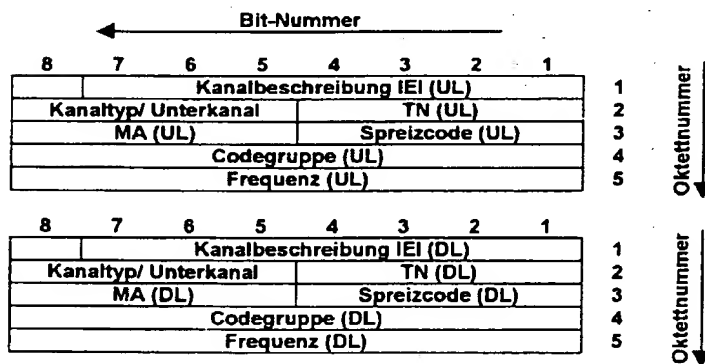 Bit-Nummer
8 7 6 5 4 3 2 1
Kanalbeschreibung IEI (UL) 1
Kanaltyp/ Unterkanal TN (UL) 2
MA (UL) Spreizcode (UL) 3
Codegruppe (UL) 4
Frequenz (UL) 5
Oktettnummer
8 7 6 5 4 3 2 1
Kanalbeschreibung IEI (DL) 1
Kanaltyp/ Unterkanal TN (DL) 2
MA (DL) Spreizcode (DL) 3
Codegruppe (DL) 4
Frequenz (DL) 5
Oktettnummer